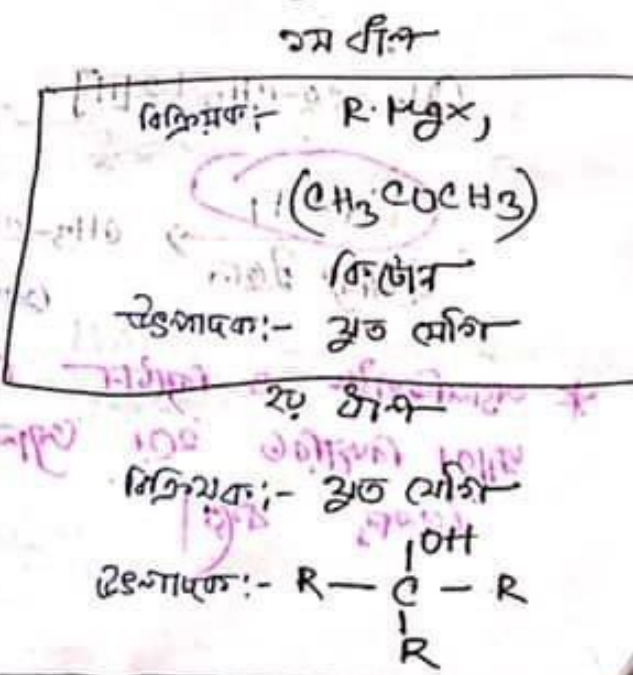 ১ম ধাপ
বিক্রিয়ক:- R·Mgx,
(CH3COCH3)
কিটোন
উৎপাদক:- যুত যৌগ
২য় ধাপ
বিক্রিয়ক:- যুত যৌগ
OH
উৎপাদক:- R — C — R
R